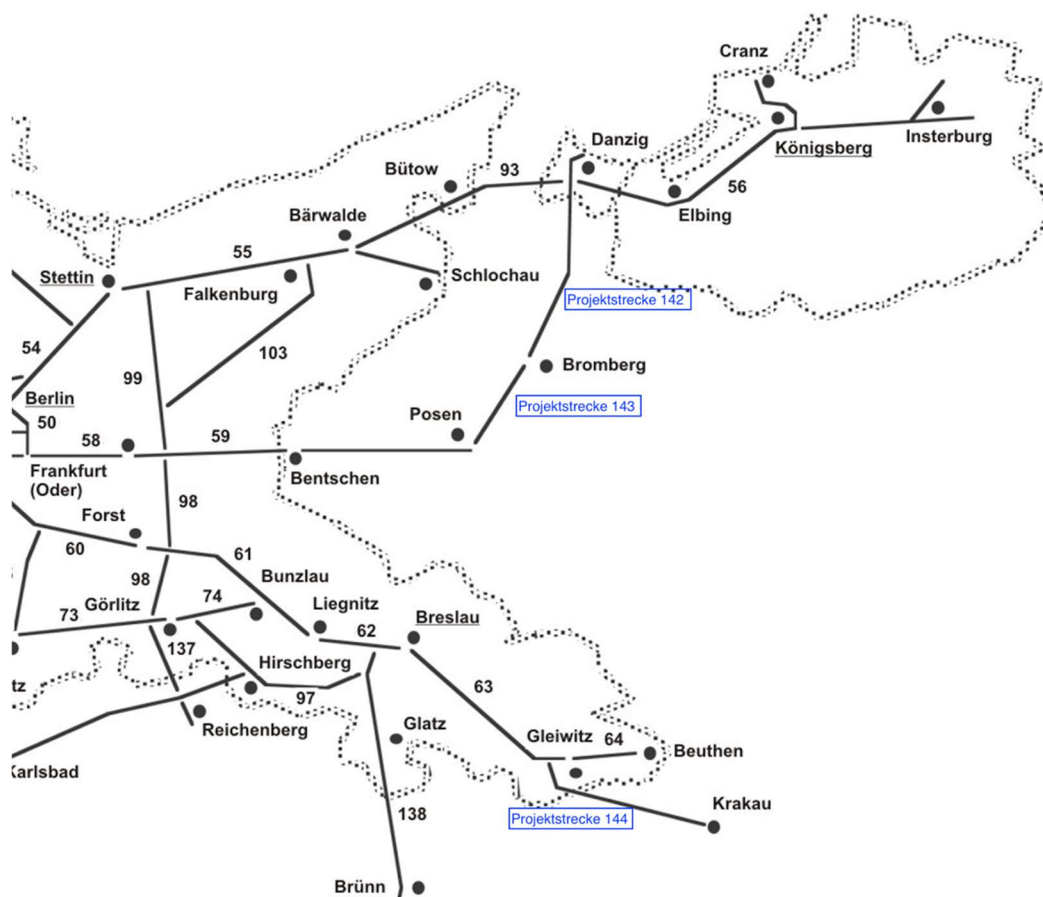 Cranz
Danzig
Königsberg
Insterburg
93
Bütow
56
Elbing
Bärwalde
55
Stettin
Falkenburg
Schlochau
Projektstrecke 142
54
103
99
Bromberg
Berlin
Projektstrecke 143
50
Posen
58
59
Frankfurt
(Oder)
Bentschen
98
Forst
60
61
98
Bunzlau
74
Görlitz
73
Liegnitz
Breslau
62
137
Hirschberg
63
tz
97
Reichenberg
Glatz
Gleiwitz
64
Beuthen
Karlsbad
Krakau
138
Projektstrecke 144
Brünn